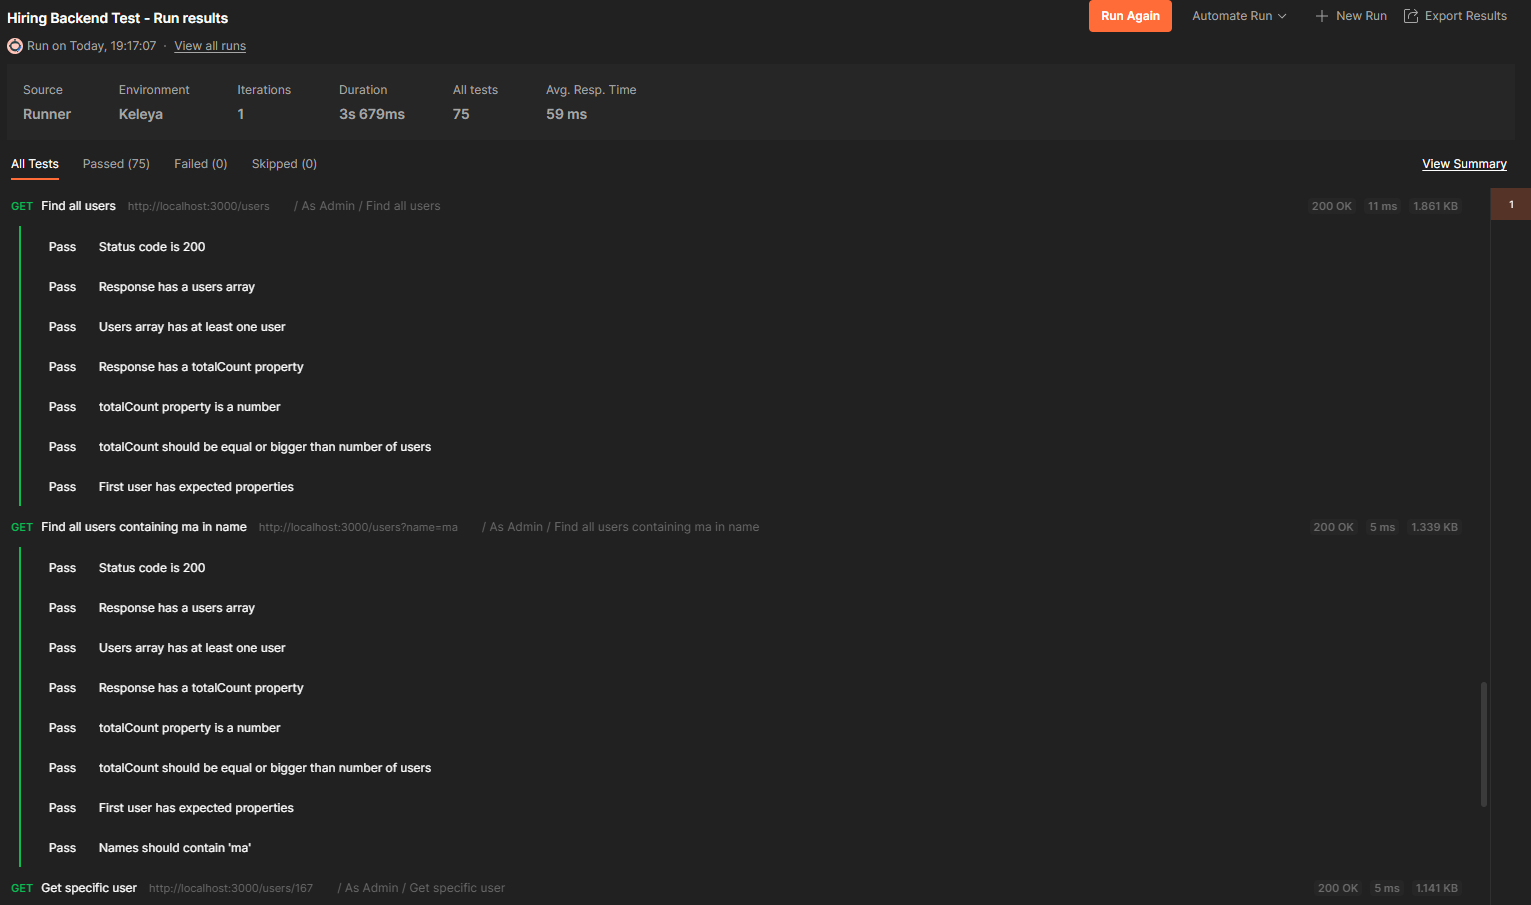 Hiring Backend Test - Run results
Run Again
Automate Run
New Run
Export Results
Run on Today, 19:17:07 · View all runs
Source Environment Iterations Duration All tests Avg. Resp. Time
Runner Keleya 1 3s 679ms 75 59 ms
All Tests Passed (75) Failed (0) Skipped (0) View Summary
GET Find all users http://localhost:3000/users / As Admin / Find all users 200 OK 11 ms 1.861 KB 1
Pass Status code is 200
Pass Response has a users array
Pass Users array has at least one user
Pass Response has a totalCount property
Pass totalCount property is a number
Pass totalCount should be equal or bigger than number of users
Pass First user has expected properties
GET Find all users containing ma in name http://localhost:3000/users?name=ma / As Admin / Find all users containing ma in name 200 OK 5 ms 1.339 KB
Pass Status code is 200
Pass Response has a users array
Pass Users array has at least one user
Pass Response has a totalCount property
Pass totalCount property is a number
Pass totalCount should be equal or bigger than number of users
Pass First user has expected properties
Pass Names should contain 'ma'
GET Get specific user http://localhost:3000/users/167 / As Admin / Get specific user 200 OK 5 ms 1.141 KB